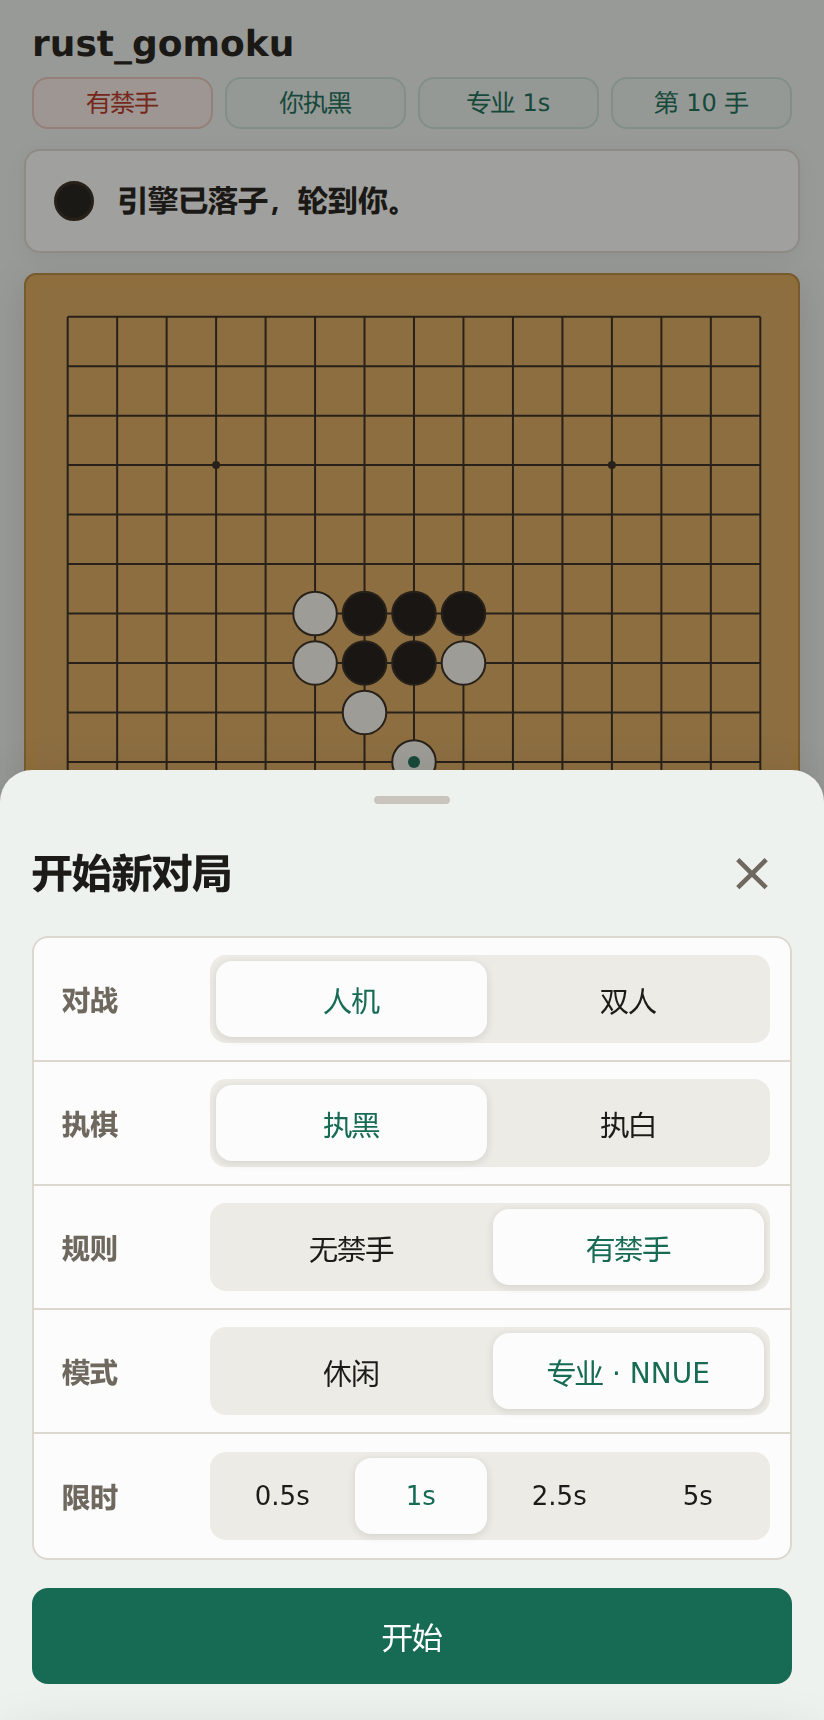 rust_gomoku
有禁手 你执黑 专业 1s 第 10 手
引擎已落子，轮到你。
开始新对局
对战 人机 双人
执棋 执黑 执白
规则 无禁手 有禁手
模式 休闲 专业 · NNUE
限时 0.5s 1s 2.5s 5s
开始